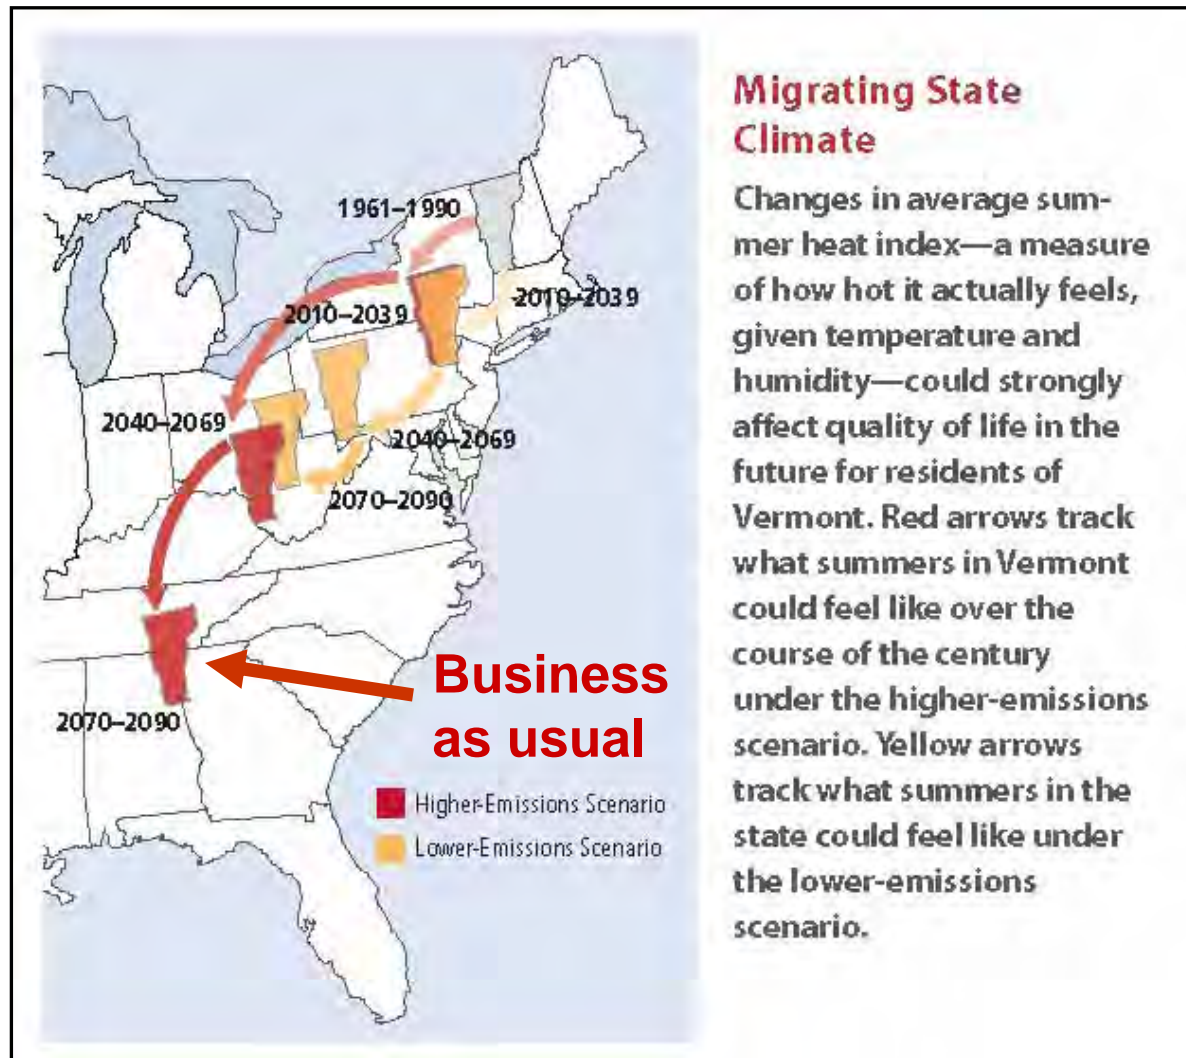 1961–1990
2010–2039
2010–2039
2040–2069
2040–2069
2070–2090
2070–2090
Business
as usual
Higher-Emissions Scenario
Lower-Emissions Scenario
Migrating State
Climate
Changes in average sum-
mer heat index—a measure
of how hot it actually feels,
given temperature and
humidity—could strongly
affect quality of life in the
future for residents of
Vermont. Red arrows track
what summers in Vermont
could feel like over the
course of the century
under the higher-emissions
scenario. Yellow arrows
track what summers in the
state could feel like under
the lower-emissions
scenario.